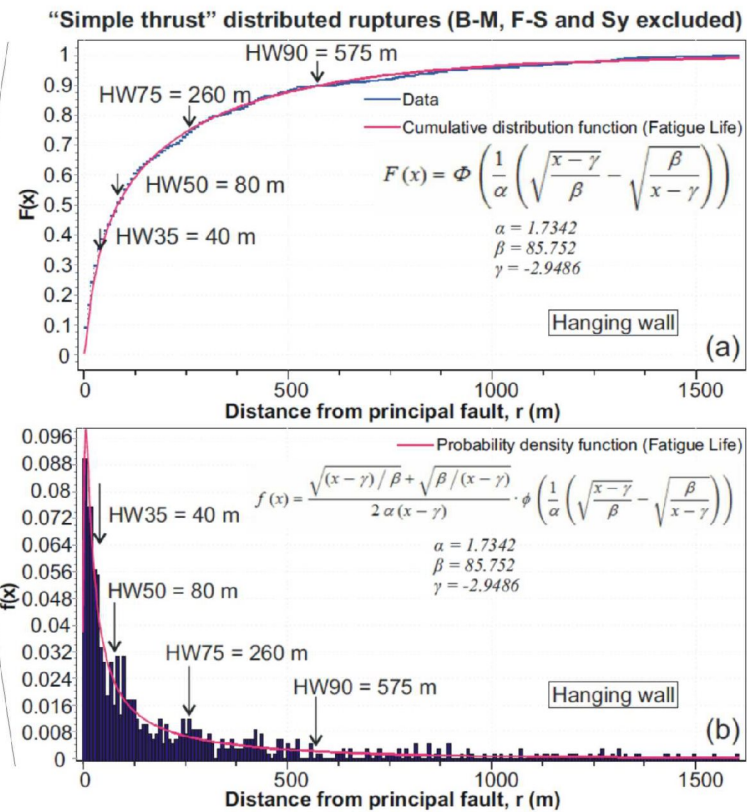 “Simple thrust” distributed ruptures (B-M, F-S and Sy excluded)
HW90 = 575 m
HW75 = 260 m
HW50 = 80 m
HW35 = 40 m
Data
Cumulative distribution function (Fatigue Life)
F(x) = Φ(1/α(√((x − γ)/β) − √(β/(x − γ))))
α = 1.7342
β = 85.752
γ = -2.9486
Hanging wall
(a)
F(x)
1
0.9
0.8
0.7
0.6
0.5
0.4
0.3
0.2
0.1
0
0 500 1000 1500
Distance from principal fault, r (m)
Probability density function (Fatigue Life)
f(x) = (√((x − γ) / β) + √(β / (x − γ)))/(2 α(x − γ)) · ϕ(1/α(√((x − γ)/β) − √(β/(x − γ))))
α = 1.7342
β = 85.752
γ = -2.9486
HW35 = 40 m
HW50 = 80 m
HW75 = 260 m
HW90 = 575 m
Hanging wall
(b)
f(x)
0.096
0.088
0.08
0.072
0.064
0.056
0.048
0.04
0.032
0.024
0.016
0.008
0
0 500 1000 1500
Distance from principal fault, r (m)